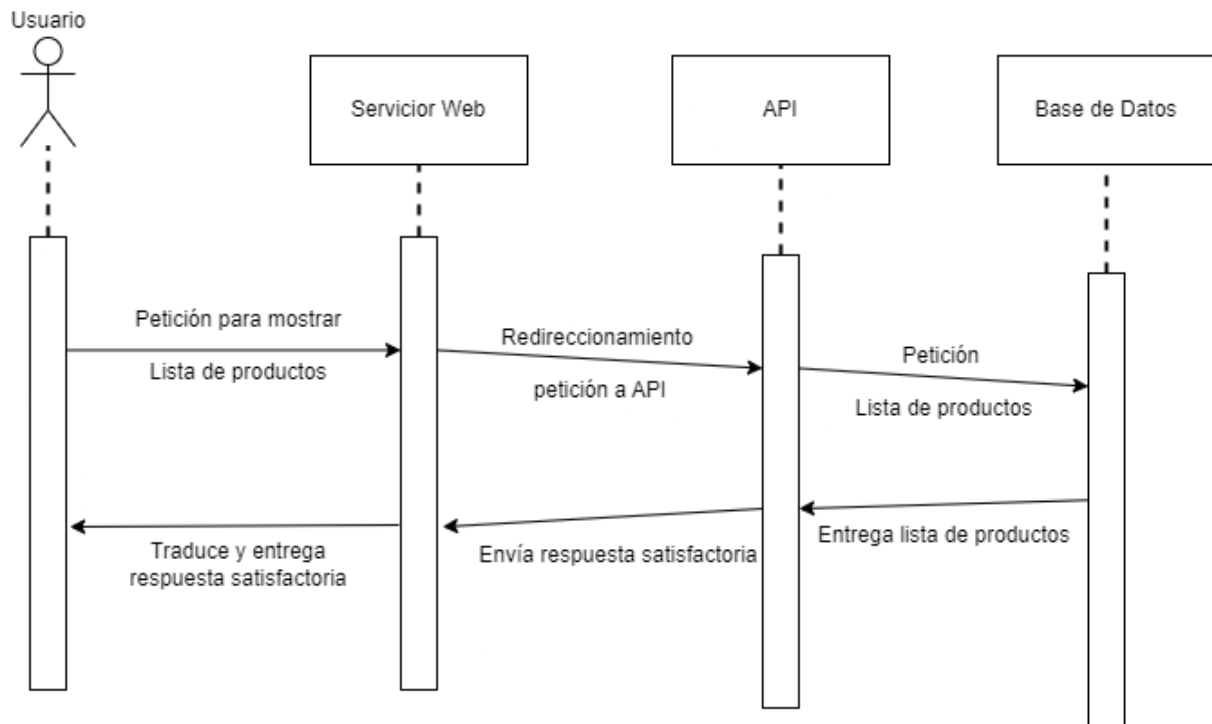 Usuario
Servicior Web
API
Base de Datos
Petición para mostrar
Lista de productos
Redireccionamiento
petición a API
Petición
Lista de productos
Entrega lista de productos
Envía respuesta satisfactoria
Traduce y entrega
respuesta satisfactoria